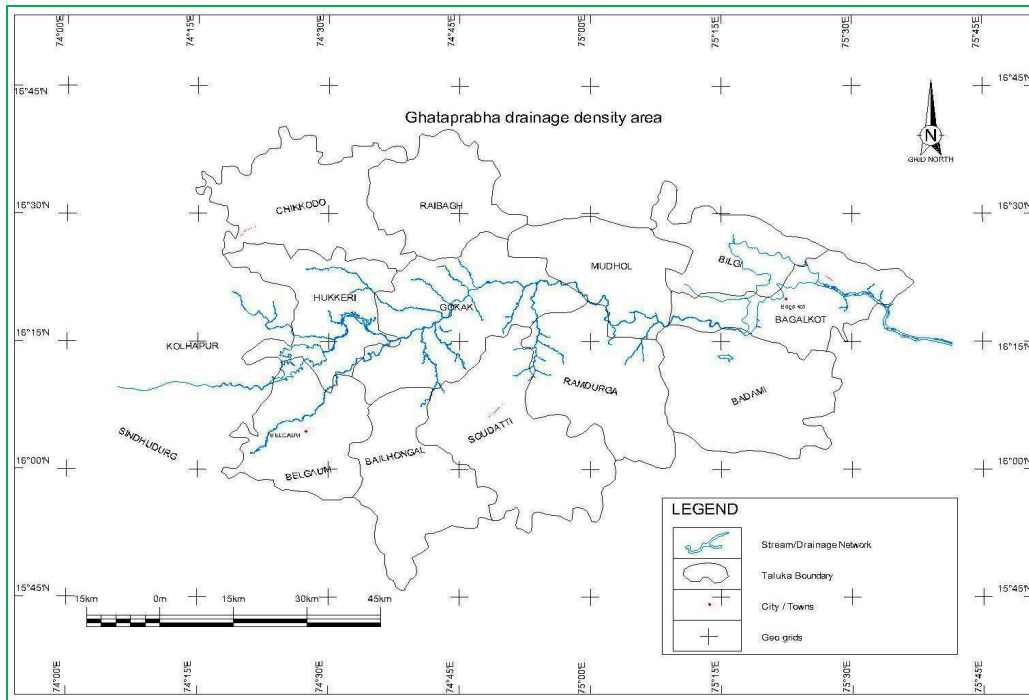 74°00'E 74°15'E 74°30'E 74°45'E 75°00'E 75°15'E 75°30'E 75°45'E
16°45'N 16°45'N
Ghataprabha drainage density area
N
GRID NORTH
16°30'N 16°30'N
CHIKKODO
RAIBAGH
MUDHOL
BILGI
HUKKERI
GOKAK
BAGALKOT
16°15'N 16°15'N
KOLHAPUR
RAMDURGA
BADAMI
SINDHUDURG
BELGAUM
SOUDATTI
BAILHONGAL
BELGAUM
16°00'N 16°00'N
LEGEND
Stream/Drainage Network
Taluka Boundary
City / Towns
Geo grids
15°45'N 15°45'N
15km 0m 15km 30km 45km
74°00'E 74°15'E 74°30'E 74°45'E 75°00'E 75°15'E 75°30'E 75°45'E